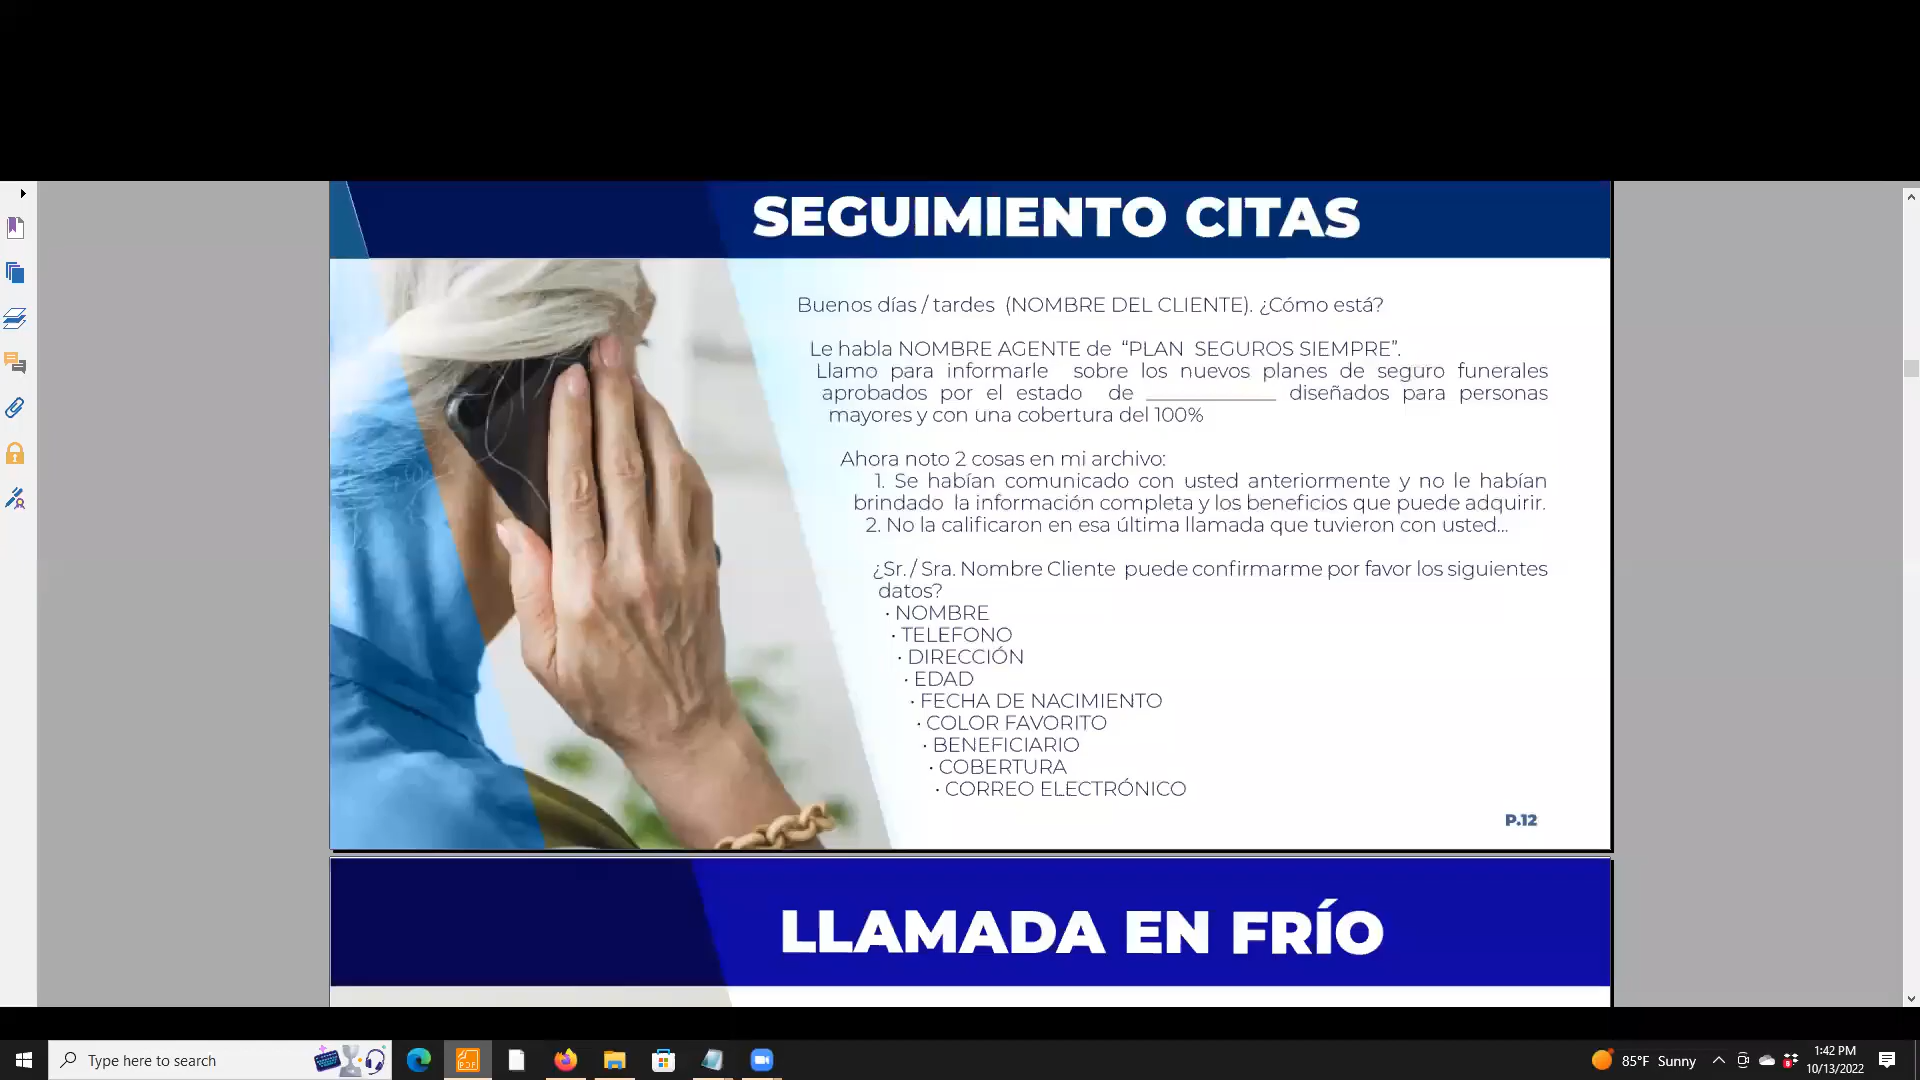 SEGUIMIENTO CITAS
Buenos días / tardes (NOMBRE DEL CLIENTE). ¿Cómo está?
Le habla NOMBRE AGENTE de “PLAN SEGUROS SIEMPRE”.
Llamo para informarle sobre los nuevos planes de seguro funerales
aprobados por el estado de ____________ diseñados para personas
mayores y con una cobertura del 100%
Ahora noto 2 cosas en mi archivo:
1. Se habían comunicado con usted anteriormente y no le habían
brindado la información completa y los beneficios que puede adquirir.
2. No la calificaron en esa última llamada que tuvieron con usted...
¿Sr. / Sra. Nombre Cliente puede confirmarme por favor los siguientes
datos?
· NOMBRE
· TELEFONO
· DIRECCIÓN
· EDAD
· FECHA DE NACIMIENTO
· COLOR FAVORITO
· BENEFICIARIO
· COBERTURA
· CORREO ELECTRÓNICO
P.12
LLAMADA EN FRÍO
Type here to search
85°F Sunny
1:42 PM
10/13/2022